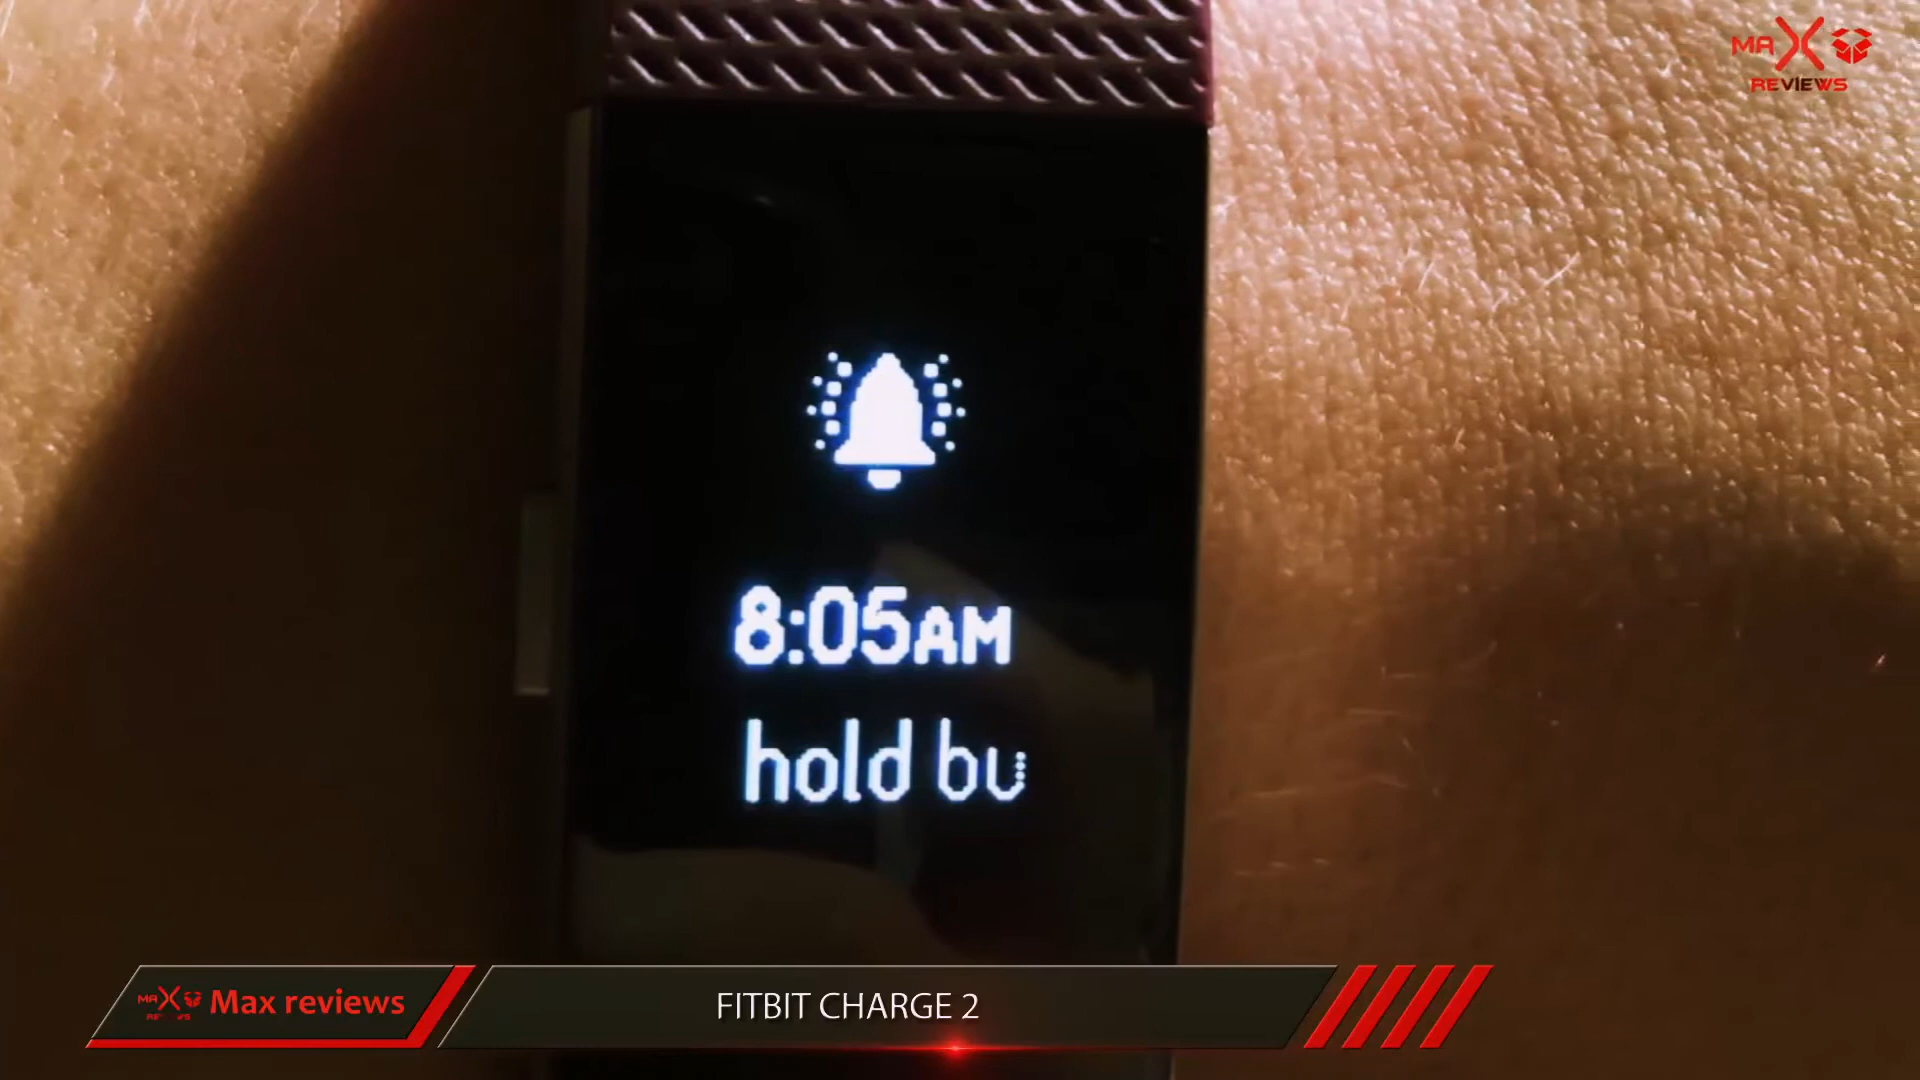 MAX
REVIEWS
8:05AM
hold bu
Max reviews
FITBIT CHARGE 2